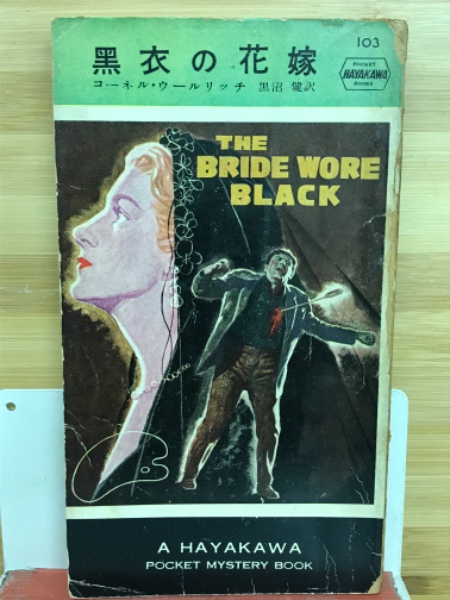 103
黒衣の花嫁
POCKET
HAYAKAWA
BOOKS
コーネル・ウールリッチ 黒沼 健訳
THE
BRIDE WORE
BLACK
A HAYAKAWA
POCKET MYSTERY BOOK